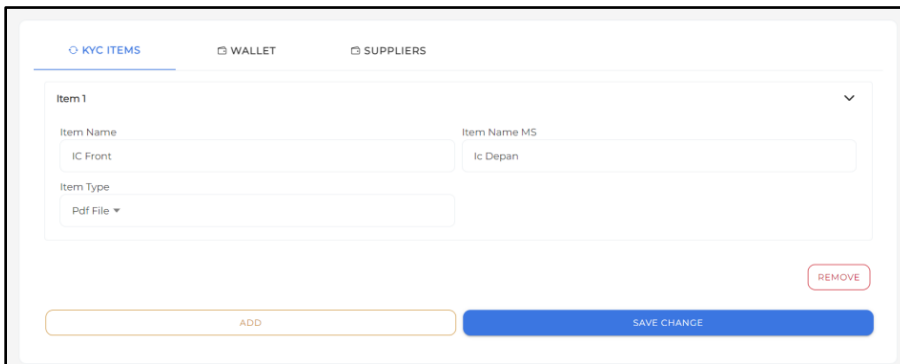 KYC ITEMS WALLET SUPPLIERS
Item 1
Item Name Item Name MS
IC Front Ic Depan
Item Type
Pdf File
REMOVE
ADD SAVE CHANGE